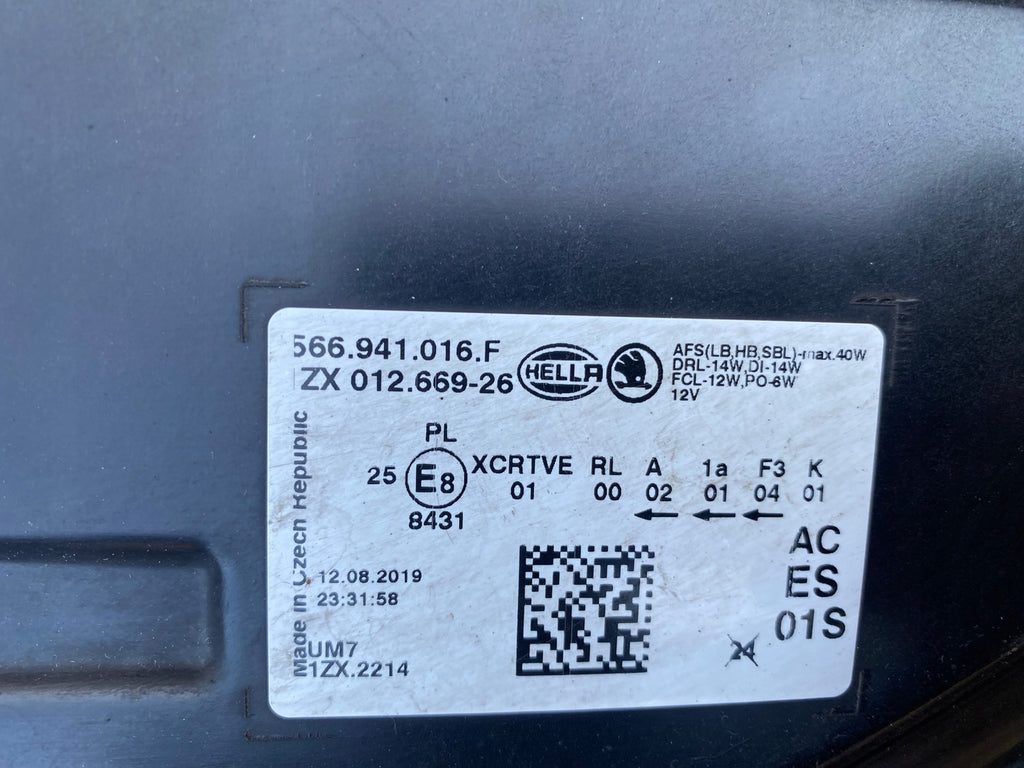 566.941.016.F
ZX 012.669-26
HELLA
AFS(LB,HB,SBL)-max.40W
DRL-14W,DI-14W
FCL-12W,PO-6W
12V
PL
25 E8 8431
XCRTVE RL A 1a F3 K
01 00 02 01 04 01
Made in Czech Republic
12.08.2019
23:31:58
UM7
1ZX.2214
AC
ES
01S
24